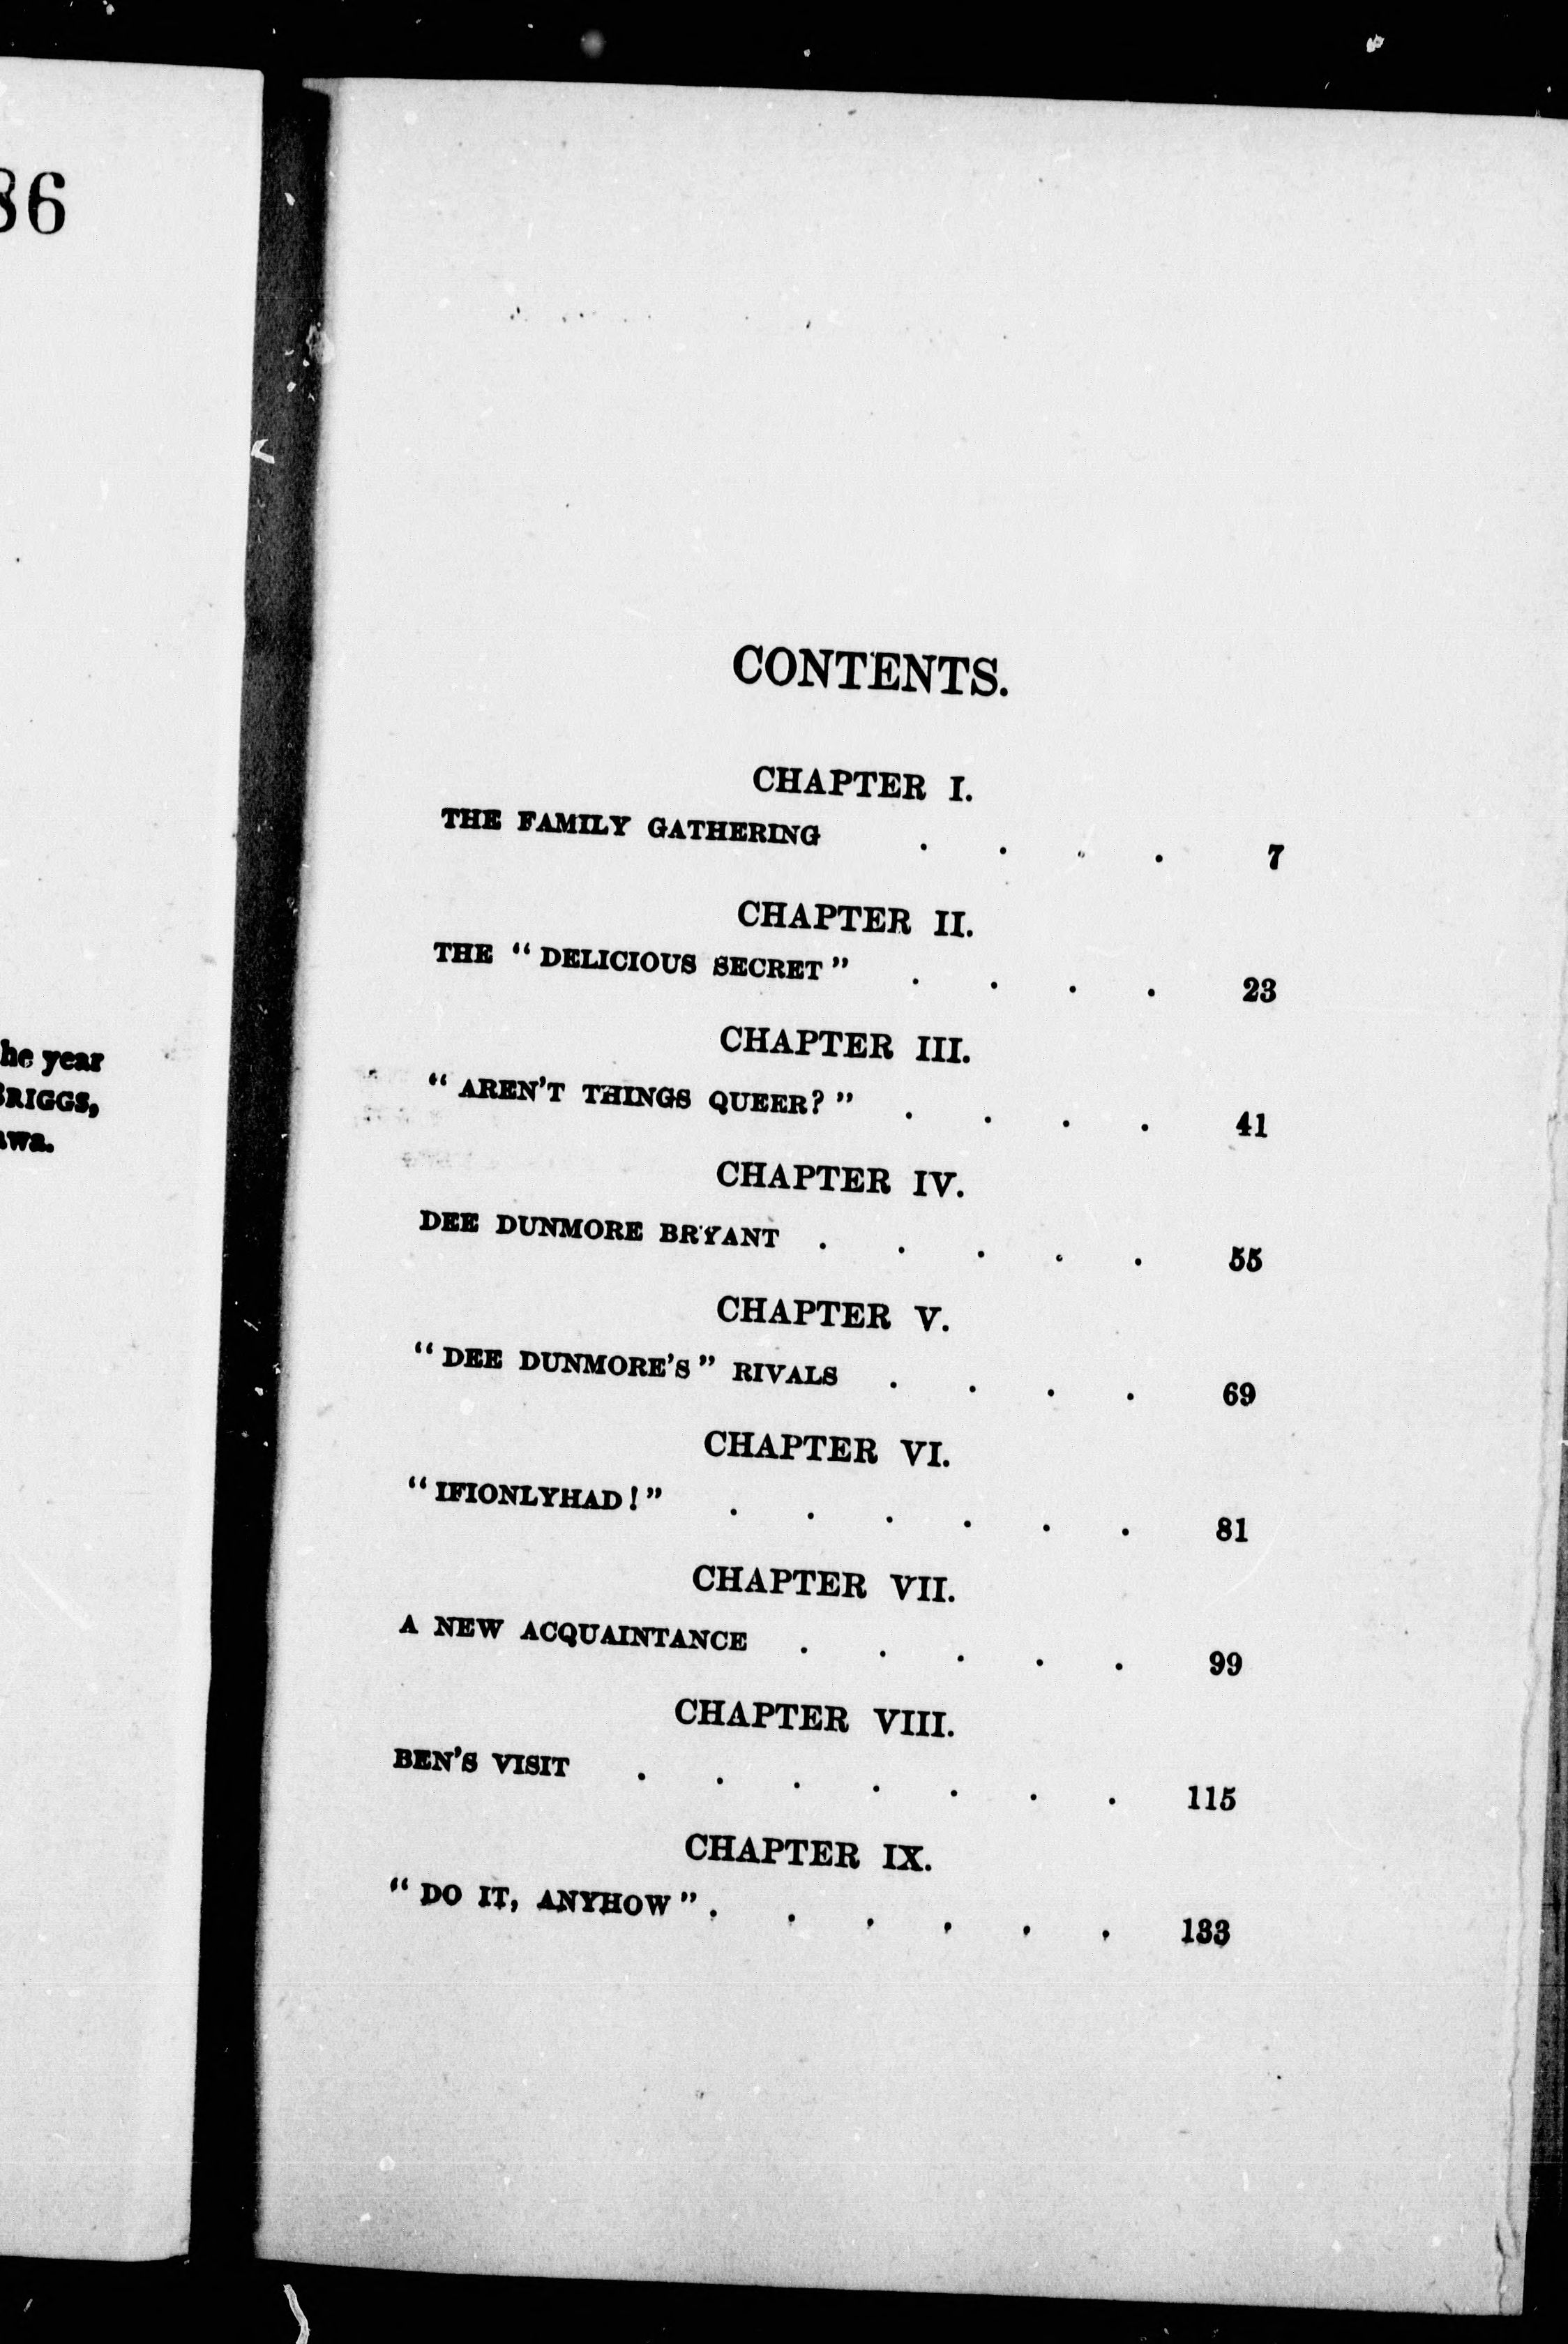 86
he year
BRIGGS,
awa.
CONTENTS.
CHAPTER I.
THE FAMILY GATHERING . . . . 7
CHAPTER II.
THE “DELICIOUS SECRET” . . . . 23
CHAPTER III.
“AREN'T THINGS QUEER?” . . . . 41
CHAPTER IV.
DEE DUNMORE BRYANT . . . . . 55
CHAPTER V.
“DEE DUNMORE'S” RIVALS . . . . 69
CHAPTER VI.
“IFIONLYHAD!” . . . . . . 81
CHAPTER VII.
A NEW ACQUAINTANCE . . . . . 99
CHAPTER VIII.
BEN'S VISIT . . . . . . . 115
CHAPTER IX.
“DO IT, ANYHOW” . . . . . . 133